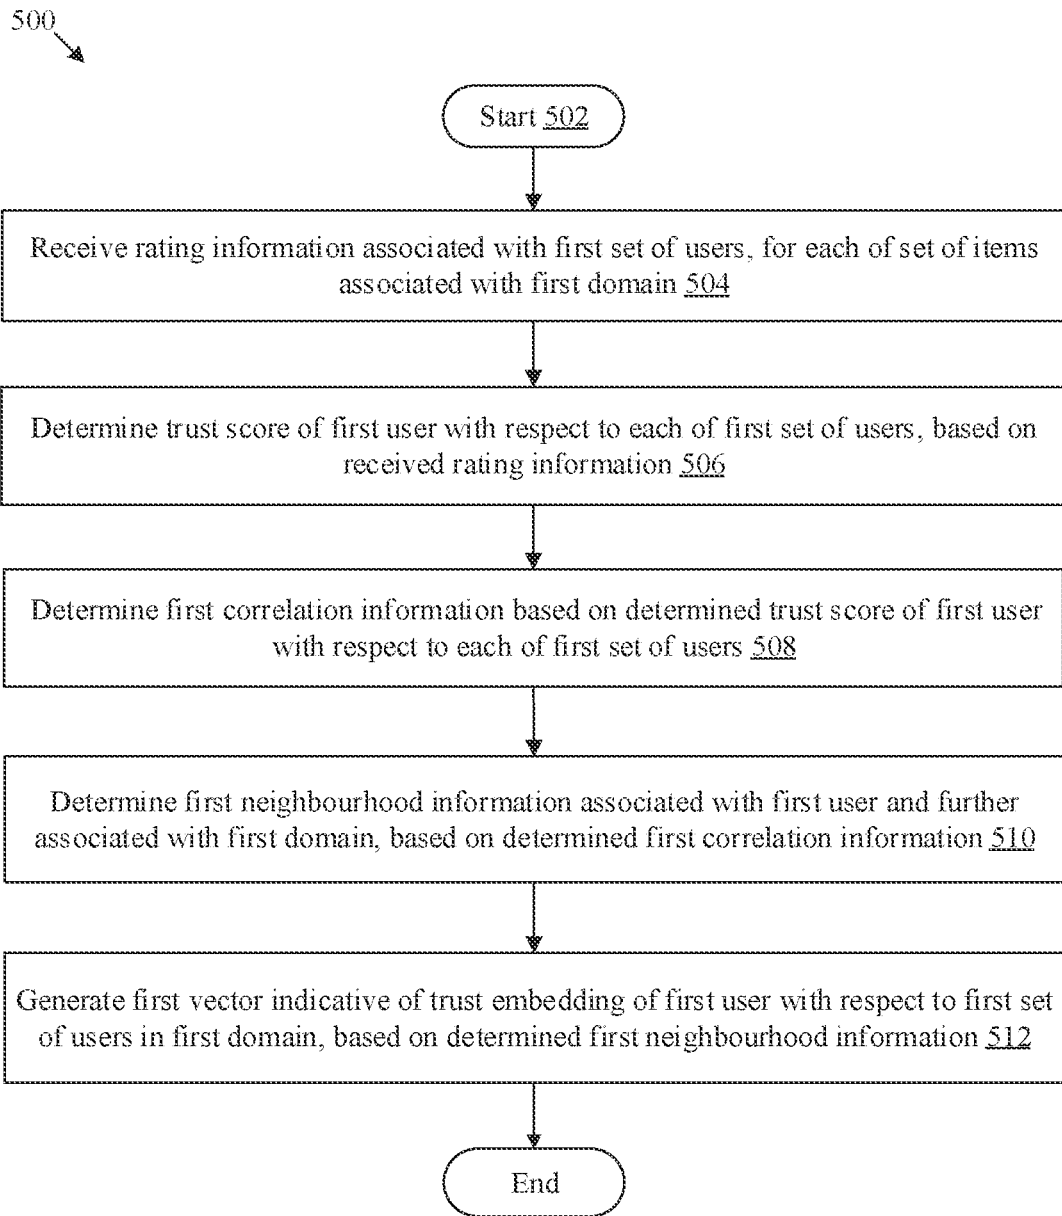 500
Start 502
Receive rating information associated with first set of users, for each of set of items
associated with first domain 504
Determine trust score of first user with respect to each of first set of users, based on
received rating information 506
Determine first correlation information based on determined trust score of first user
with respect to each of first set of users 508
Determine first neighbourhood information associated with first user and further
associated with first domain, based on determined first correlation information 510
Generate first vector indicative of trust embedding of first user with respect to first set
of users in first domain, based on determined first neighbourhood information 512
End